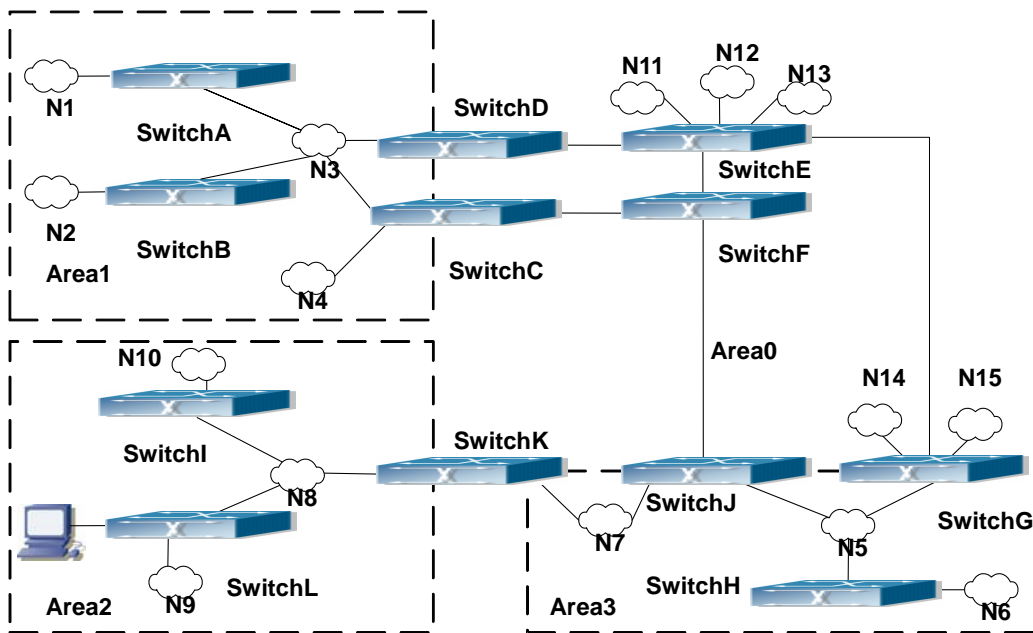 N1
SwitchA
N2
SwitchB
N3
N4
Area1
SwitchD
SwitchC
N11
N12
N13
SwitchE
SwitchF
Area0
N14
N15
N10
SwitchI
N8
SwitchK
SwitchJ
SwitchG
N7
N5
SwitchH
N6
Area3
SwitchL
N9
Area2